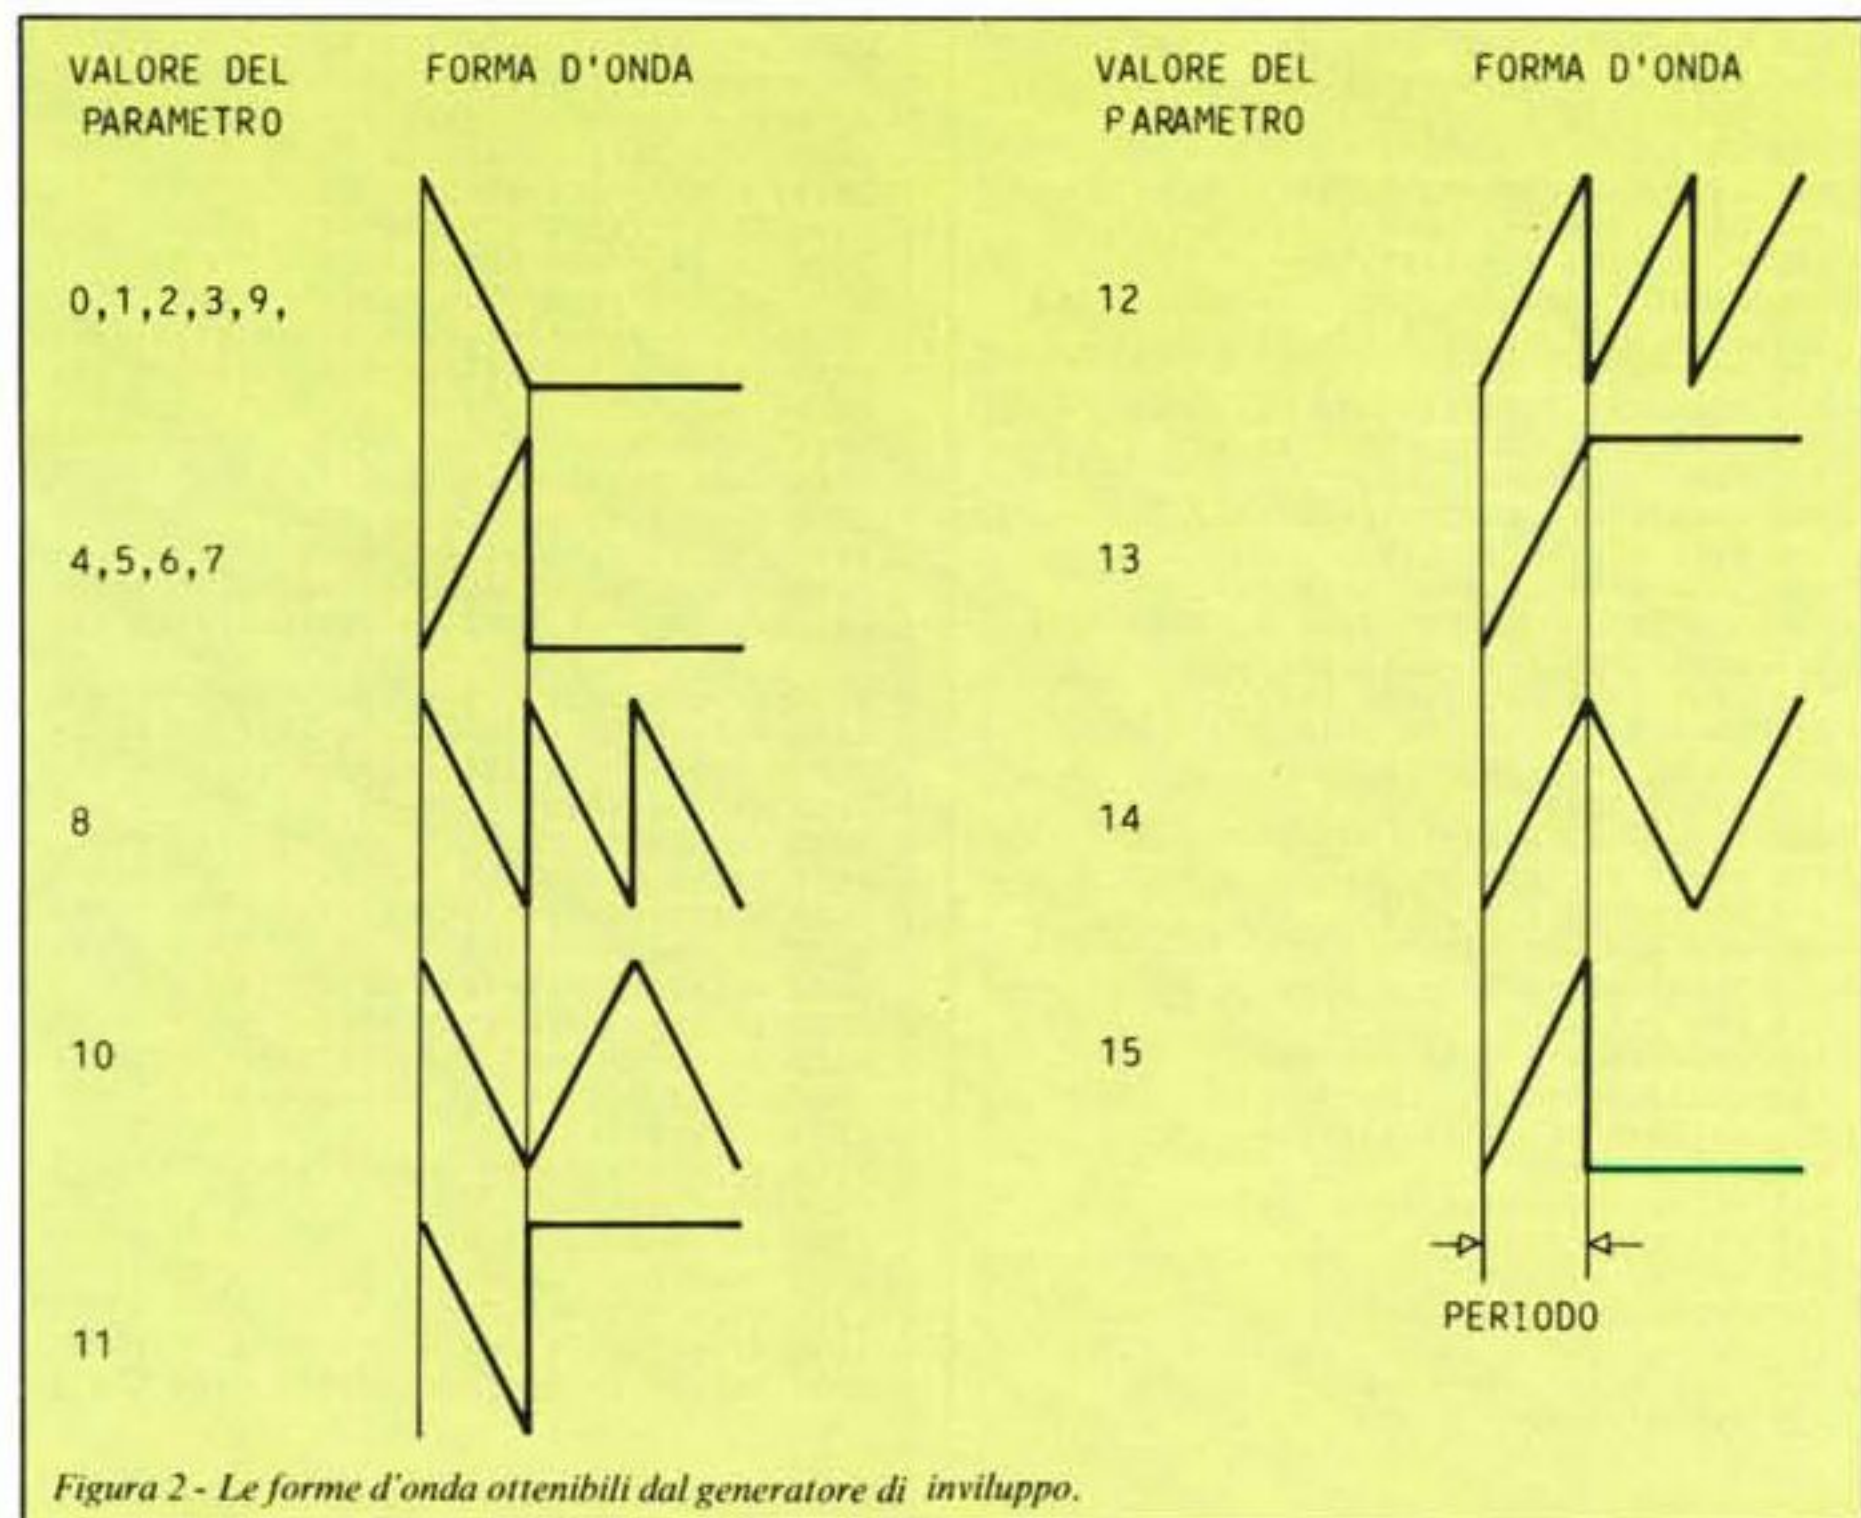 VALORE DEL
PARAMETRO
FORMA D'ONDA
0,1,2,3,9,
4,5,6,7
8
10
11
VALORE DEL
PARAMETRO
FORMA D'ONDA
12
13
14
15
PERIODO
Figura 2 - Le forme d'onda ottenibili dal generatore di inviluppo.